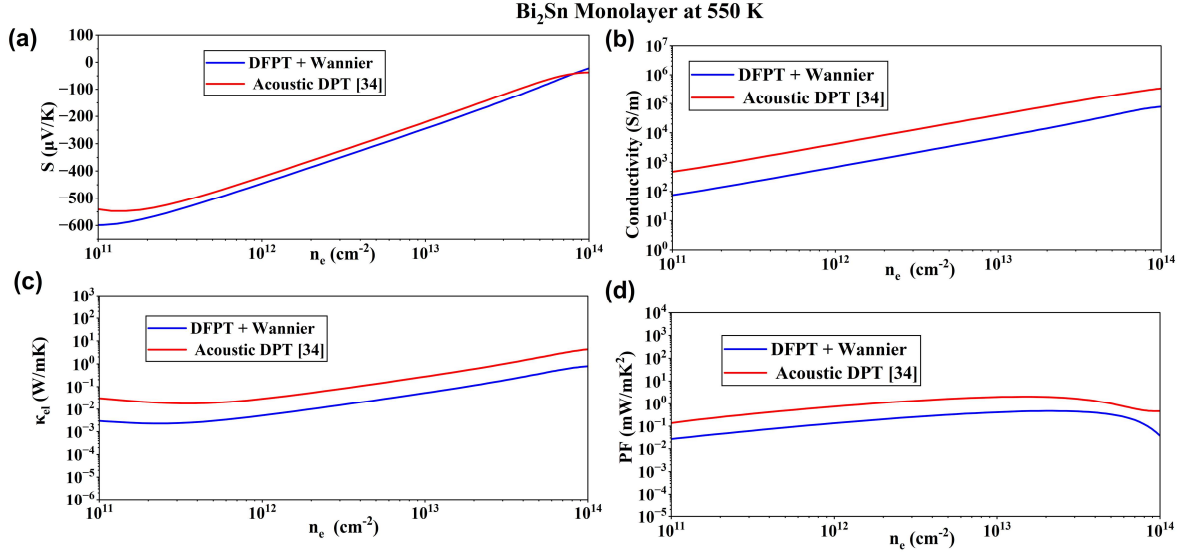 Bi₂Sn Monolayer at 550 K
(a)
DFPT + Wannier
Acoustic DPT [34]
S (μV/K)
100
0
−100
−200
−300
−400
−500
−600
10¹¹ 10¹² 10¹³ 10¹⁴
nₑ (cm⁻²)
(b)
DFPT + Wannier
Acoustic DPT [34]
Conductivity (S/m)
10⁷
10⁶
10⁵
10⁴
10³
10²
10¹
10⁰
10¹¹ 10¹² 10¹³ 10¹⁴
nₑ (cm⁻²)
(c)
DFPT + Wannier
Acoustic DPT [34]
κₑₗ (W/mK)
10³
10²
10¹
10⁰
10⁻¹
10⁻²
10⁻³
10⁻⁴
10⁻⁵
10⁻⁶
10¹¹ 10¹² 10¹³ 10¹⁴
nₑ (cm⁻²)
(d)
DFPT + Wannier
Acoustic DPT [34]
PF (mW/mK²)
10⁴
10³
10²
10¹
10⁰
10⁻¹
10⁻²
10⁻³
10⁻⁴
10⁻⁵
10¹¹ 10¹² 10¹³ 10¹⁴
nₑ (cm⁻²)